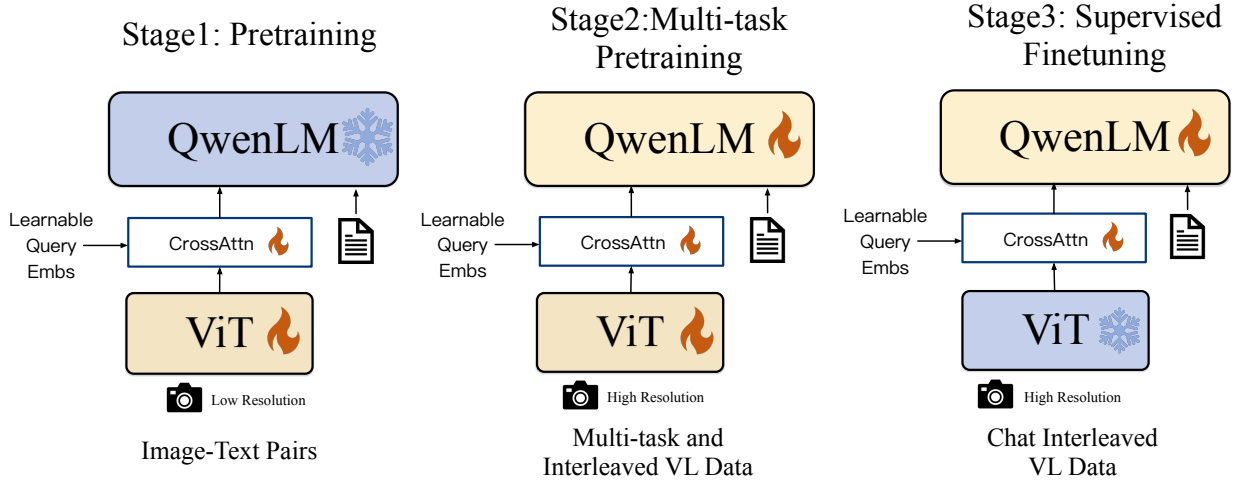 Stage1: Pretraining
QwenLM
Learnable
Query
Embs
CrossAttn
ViT
Low Resolution
Image-Text Pairs
Stage2:Multi-task
Pretraining
QwenLM
Learnable
Query
Embs
CrossAttn
ViT
High Resolution
Multi-task and
Interleaved VL Data
Stage3: Supervised
Finetuning
QwenLM
Learnable
Query
Embs
CrossAttn
ViT
High Resolution
Chat Interleaved
VL Data